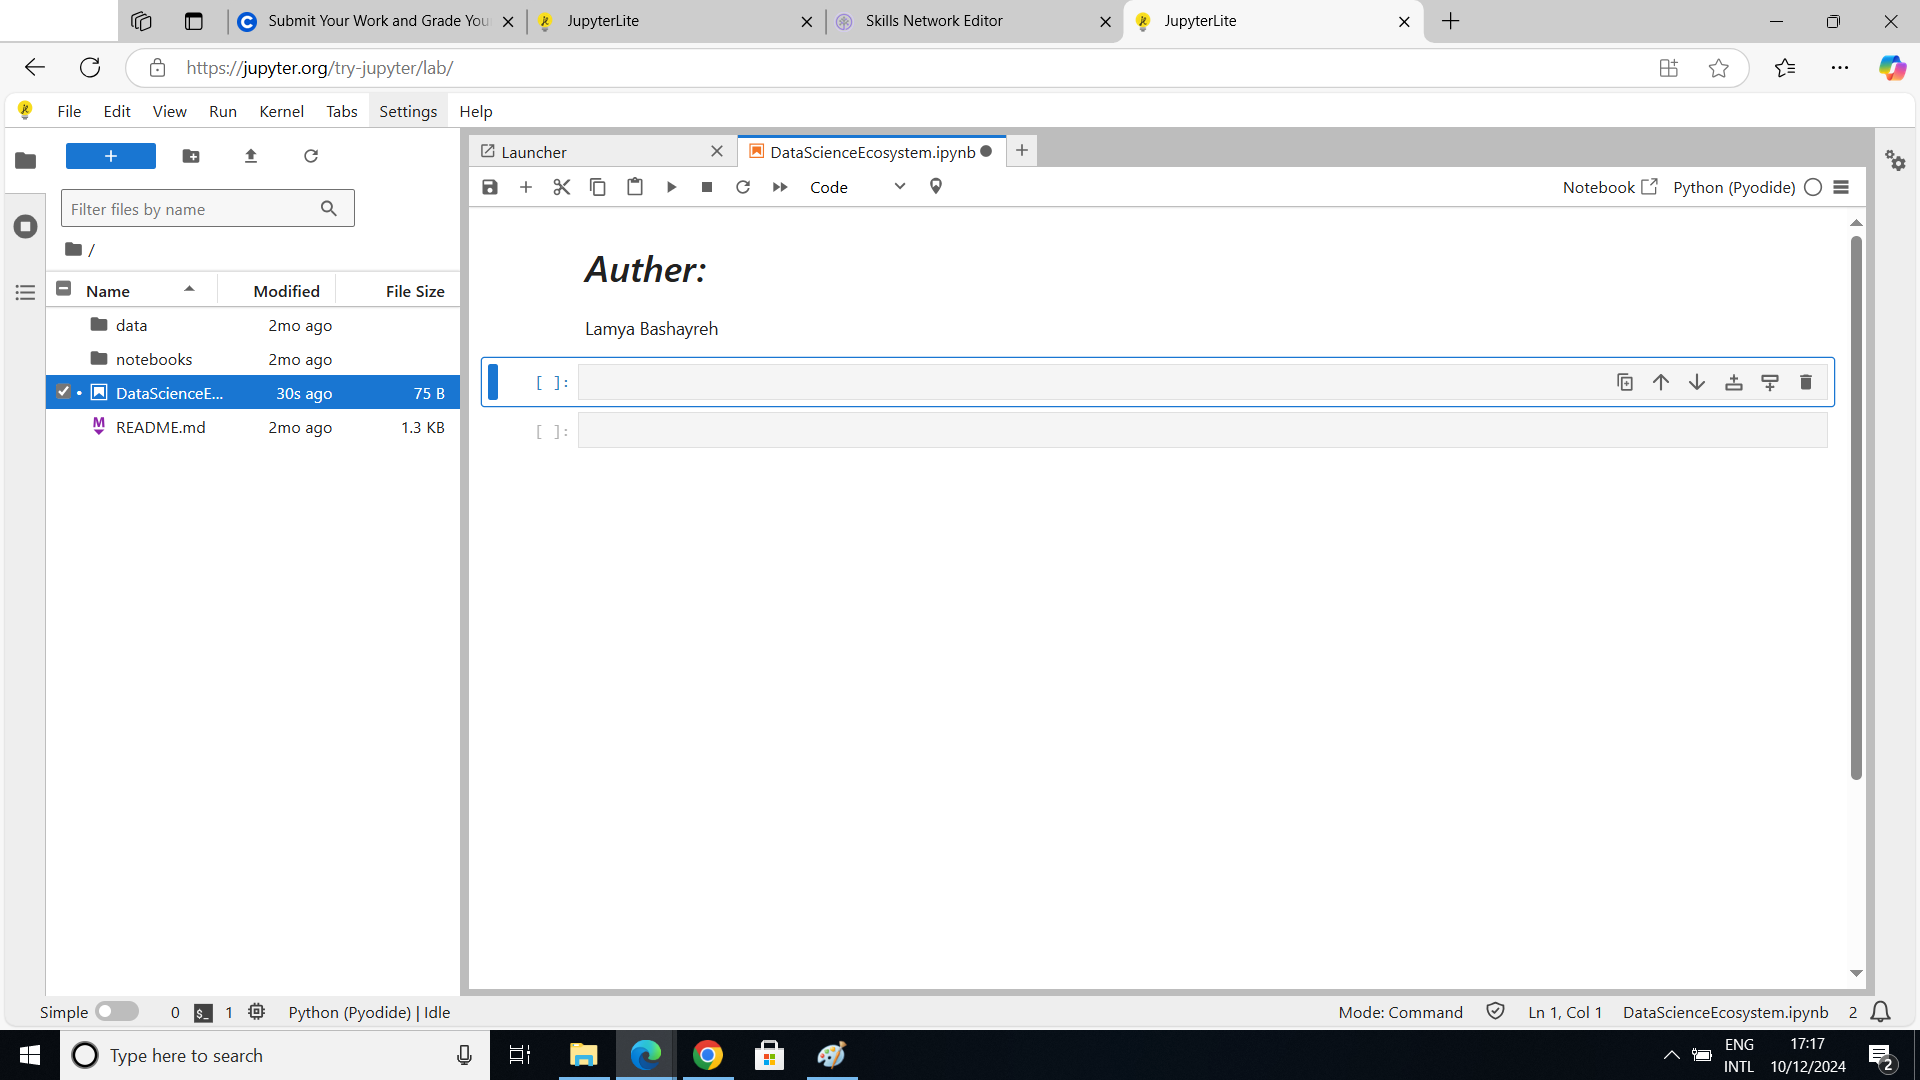 Submit Your Work and Grade You
JupyterLite
Skills Network Editor
JupyterLite
https://jupyter.org/try-jupyter/lab/
File Edit View Run Kernel Tabs Settings Help
Launcher
DataScienceEcosystem.ipynb
Code
Notebook
Python (Pyodide)
Filter files by name
/
Name Modified File Size
data 2mo ago
notebooks 2mo ago
DataScienceE... 30s ago 75 B
README.md 2mo ago 1.3 KB
Auther:
Lamya Bashayreh
[ ]:
[ ]:
Simple 0 $_ 1 Python (Pyodide) | Idle
Mode: Command Ln 1, Col 1 DataScienceEcosystem.ipynb 2
Type here to search
ENG
INTL
17:17
10/12/2024
2